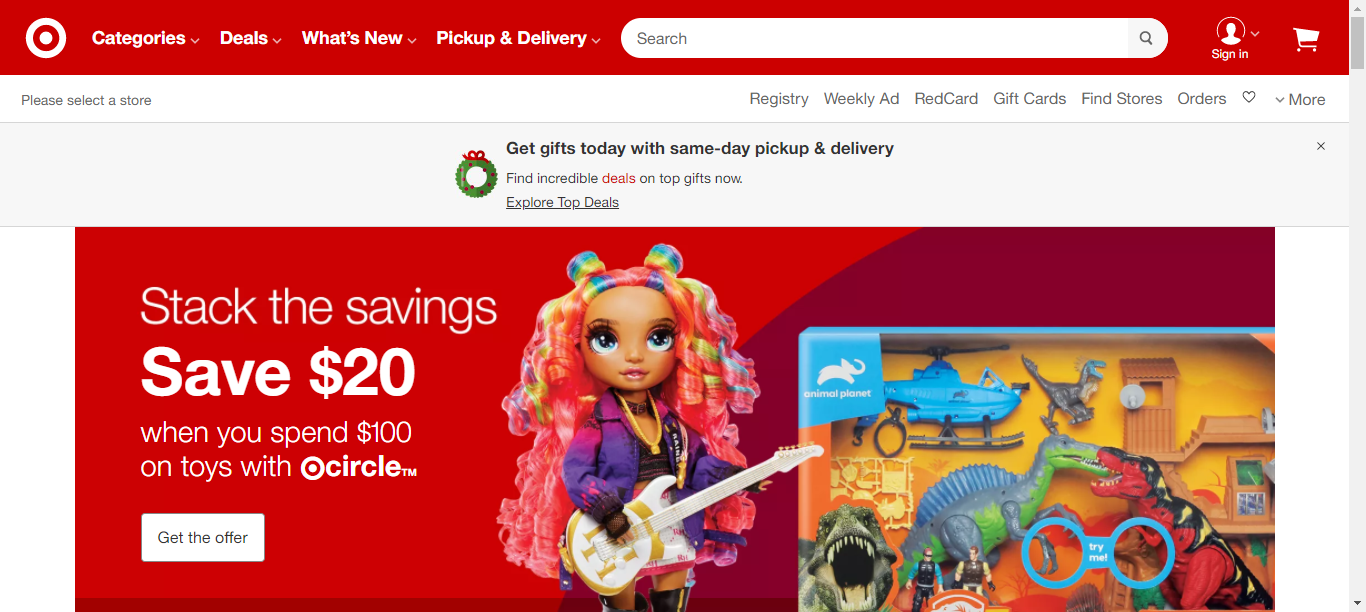 Categories Deals What's New Pickup & Delivery Search
Sign in
Please select a store Registry Weekly Ad RedCard Gift Cards Find Stores Orders More
Get gifts today with same-day pickup & delivery
Find incredible deals on top gifts now.
Explore Top Deals
Stack the savings
Save $20
when you spend $100
on toys with circle™
Get the offer
RAINB
animal planet
try
me!